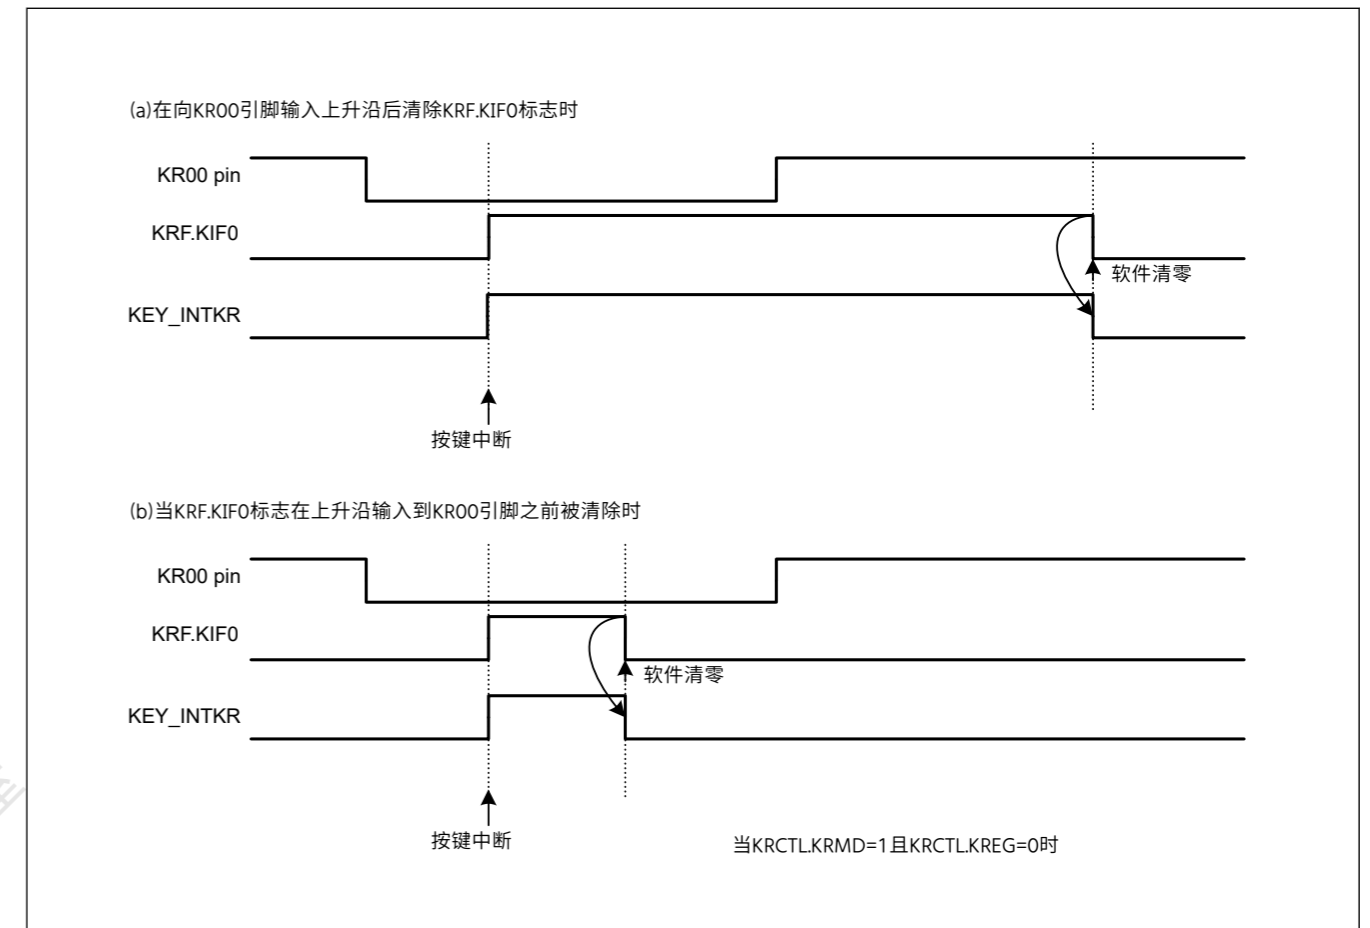 (a)在向KR00引脚输入上升沿后清除KRF.KIF0标志时
KR00 pin
KRF.KIF0
软件清零
KEY_INTKR
按键中断
(b)当KRF.KIF0标志在上升沿输入到KR00引脚之前被清除时
KR00 pin
KRF.KIF0
软件清零
KEY_INTKR
按键中断
当KRCTL.KRMD=1且KRCTL.KREG=0时